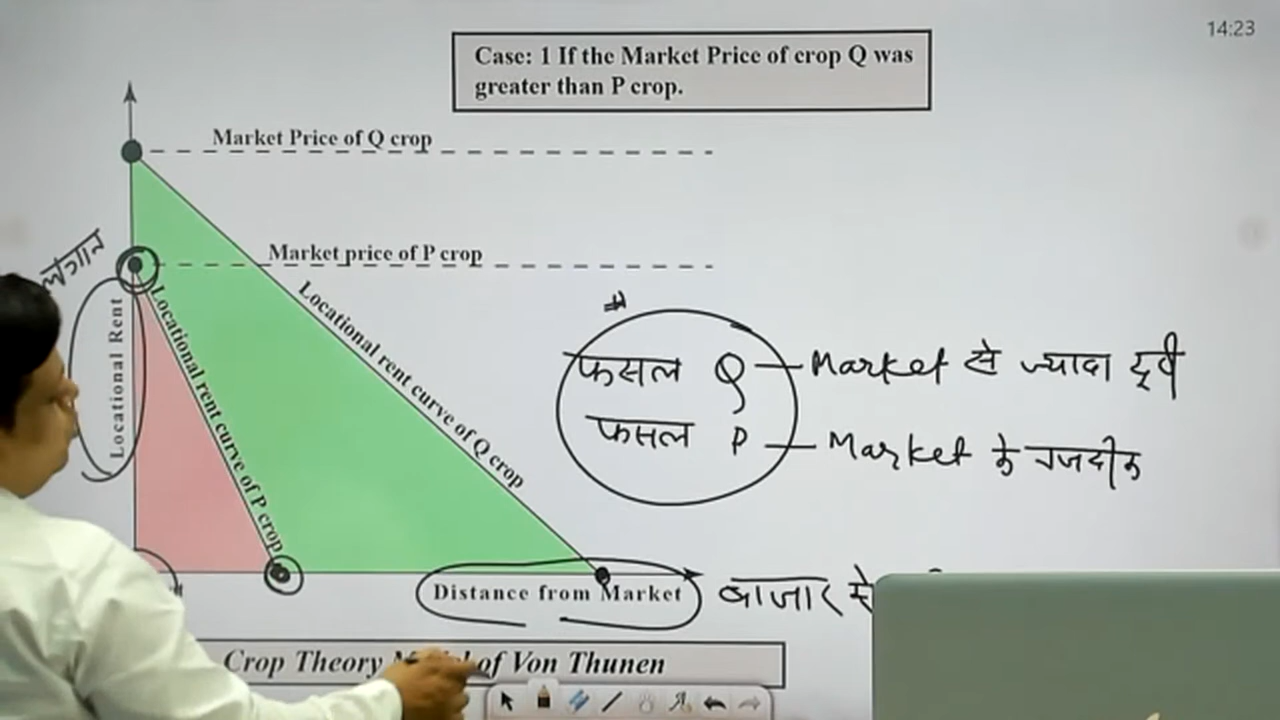 14:23
Case: 1 If the Market Price of crop Q was
greater than P crop.
Market Price of Q crop
लगान
Market price of P crop
Locational Rent
Locational rent curve of P crop
Locational rent curve of Q crop
फसल Q — Market से ज्यादा दूरी
फसल P — Market के नजदीक
Distance from Market
बाजार से
Crop Theory of Von Thunen